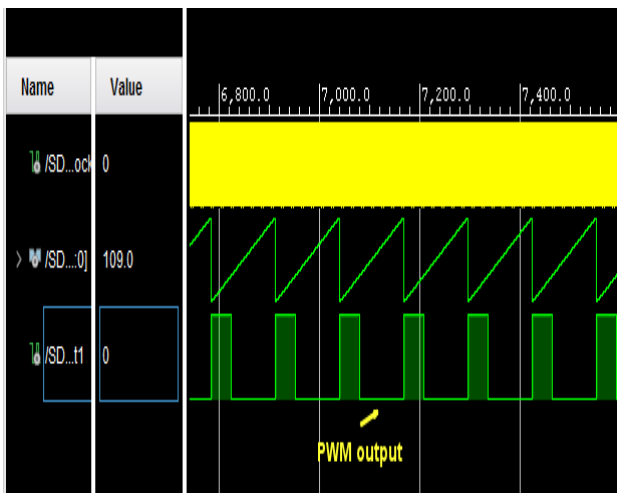 Name Value
6,800.0 7,000.0 7,200.0 7,400.0
/SD...ock 0
/SD...:0] 109.0
/SD...t1 0
PWM output